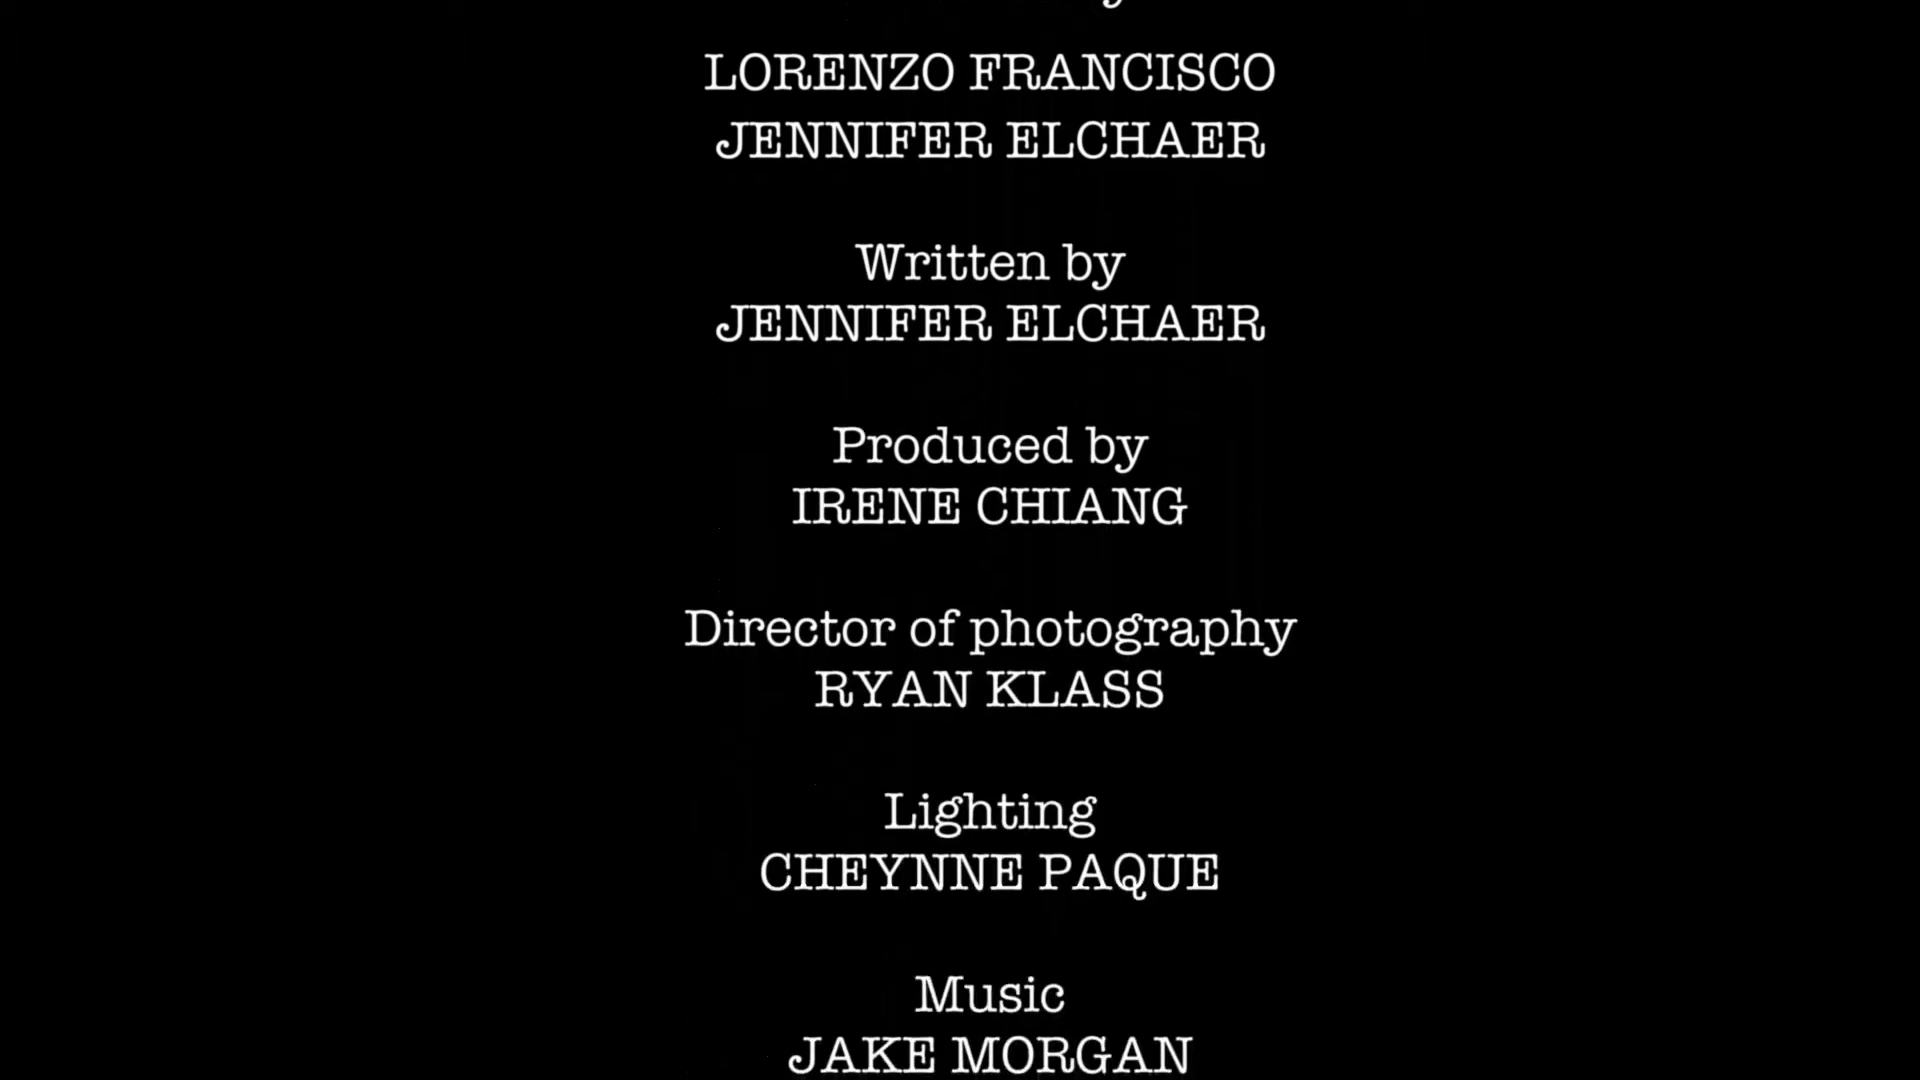 LORENZO FRANCISCO
JENNIFER ELCHAER
Written by
JENNIFER ELCHAER
Produced by
IRENE CHIANG
Director of photography
RYAN KLASS
Lighting
CHEYNNE PAQUE
Music
JAKE MORGAN